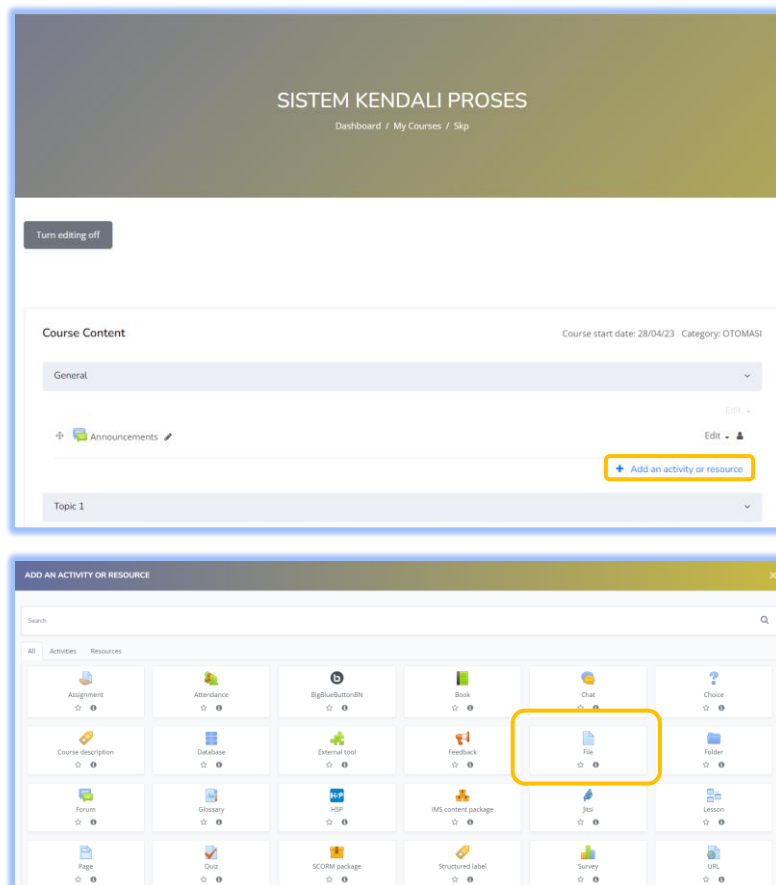 SISTEM KENDALI PROSES
Dashboard / My Courses / Skp
Turn editing off
Course Content
Course start date: 28/04/23 Category: OTOMASI
General
Edit
Announcements
Edit
+ Add an activity or resource
Topic 1
ADD AN ACTIVITY OR RESOURCE
Search
All Activities Resources
Assignment Attendance BigBlueButtonBN Book Chat Choice
Course description Database External tool Feedback File Folder
Forum Glossary H5P IMS content package Jitsi Lesson
Page Quiz SCORM package Structured label Survey URL